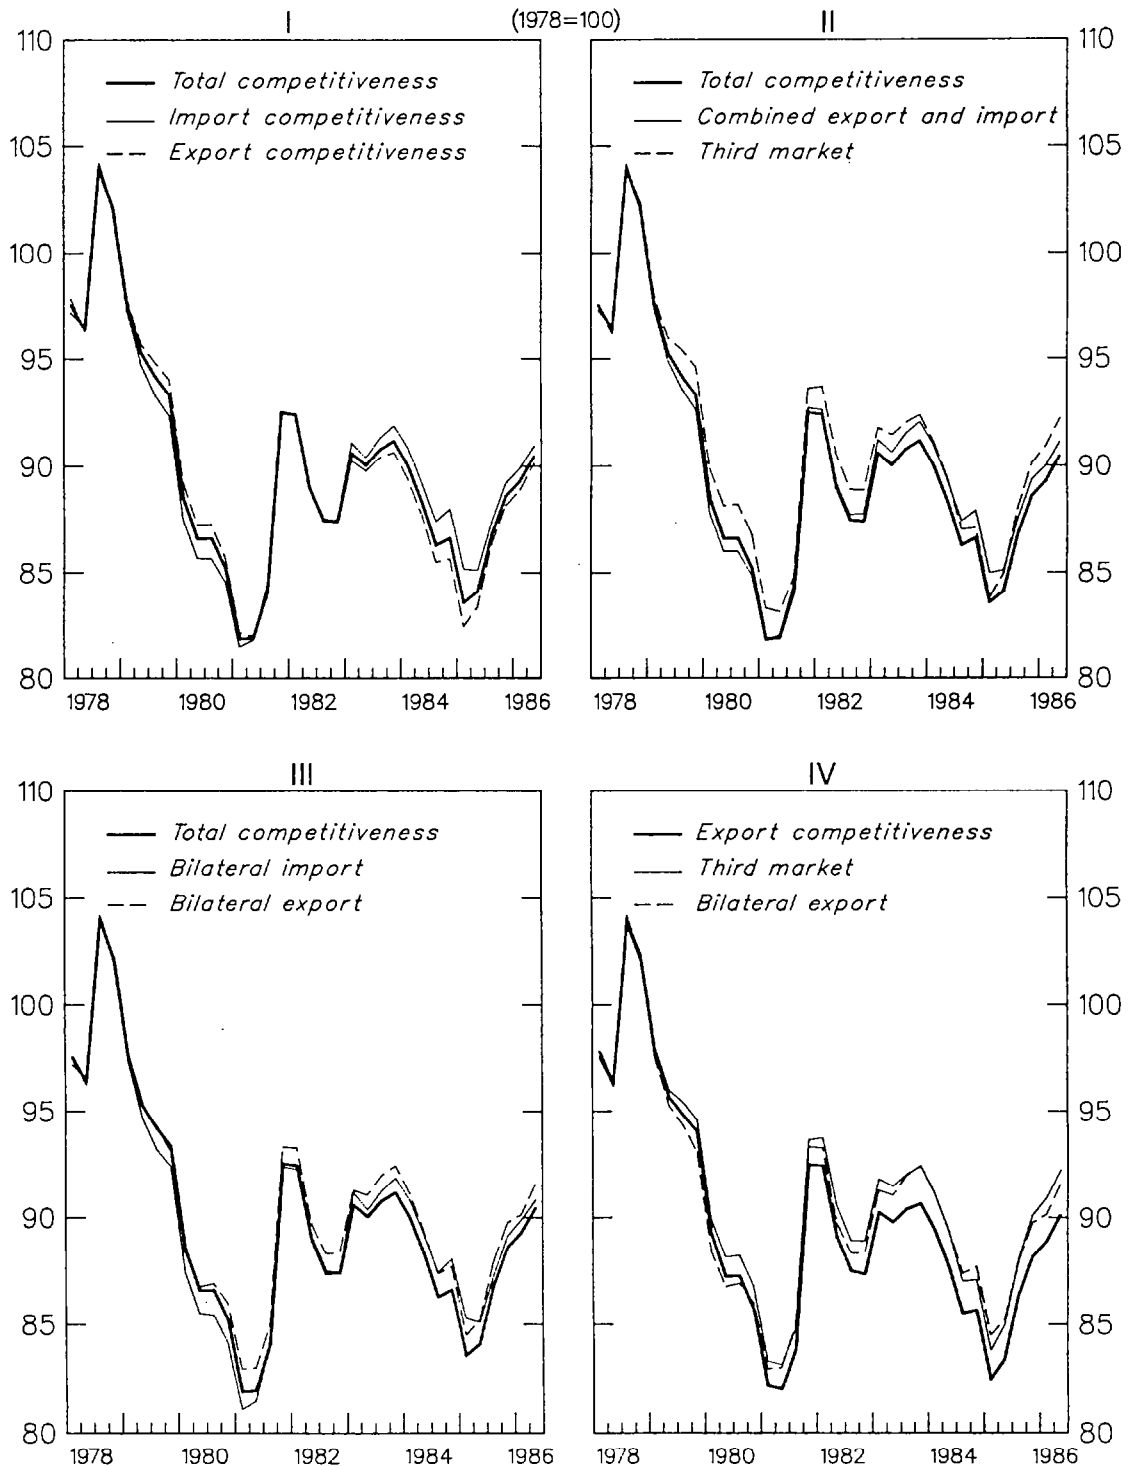 I (1978=100) II
110 110
Total competitiveness Total competitiveness
Import competitiveness Combined export and import
Export competitiveness Third market
105 105
100 100
95 95
90 90
85 85
80 80
1978 1980 1982 1984 1986 1978 1980 1982 1984 1986
III IV
110 110
Total competitiveness Export competitiveness
Bilateral import Third market
Bilateral export Bilateral export
105 105
100 100
95 95
90 90
85 85
80 80
1978 1980 1982 1984 1986 1978 1980 1982 1984 1986